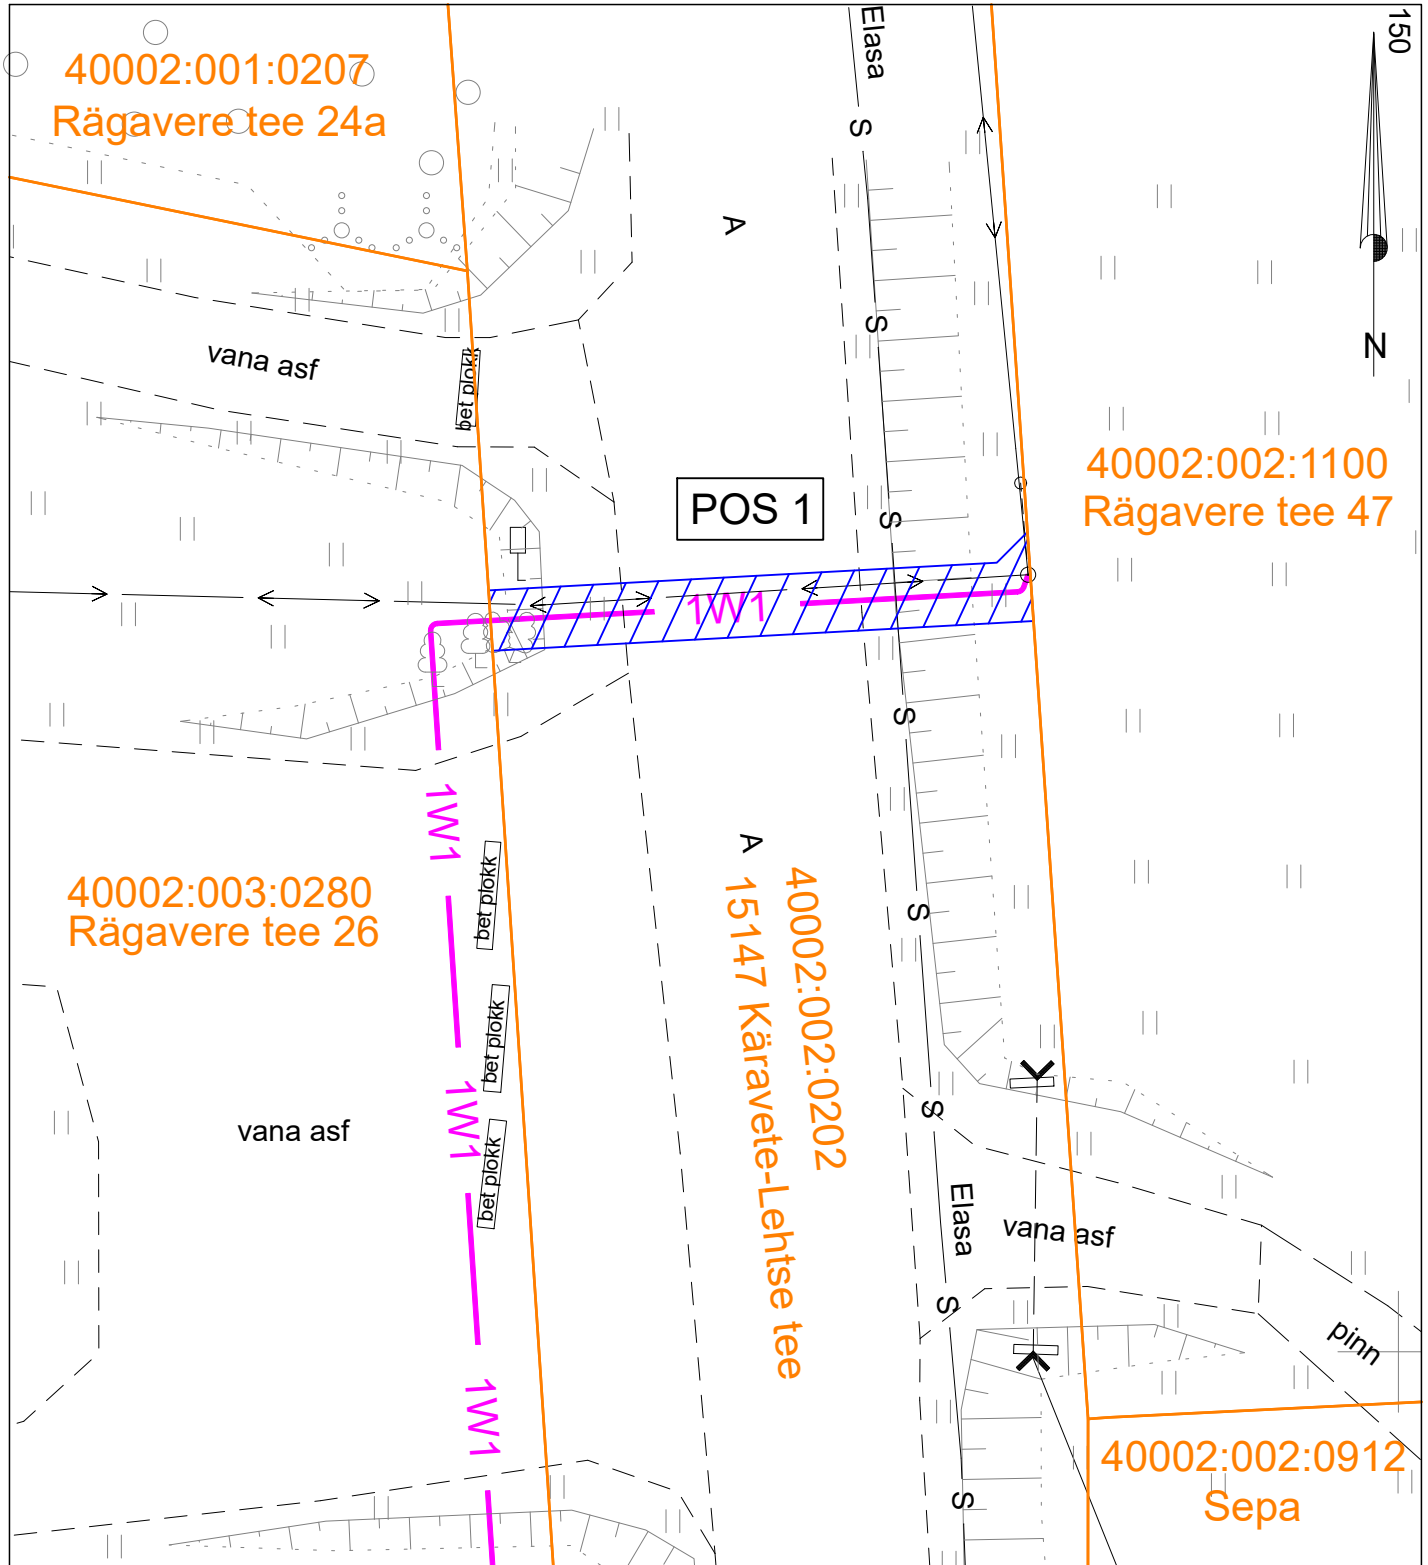 150
Elasa
40002:001:0207
Rägavere tee 24a
S
A
N
S
vana asf
bet plokk
40002:002:1100
Rägavere tee 47
POS 1
S
1W1
S
1W1
A
bet plokk
40002:003:0280
Rägavere tee 26
40002:002:0202
15147 Käravete-Lehtse tee
S
bet plokk
1W1
S
vana asf
bet plokk
Elasa
vana asf
S
pinn
1W1
40002:002:0912
Sepa
S